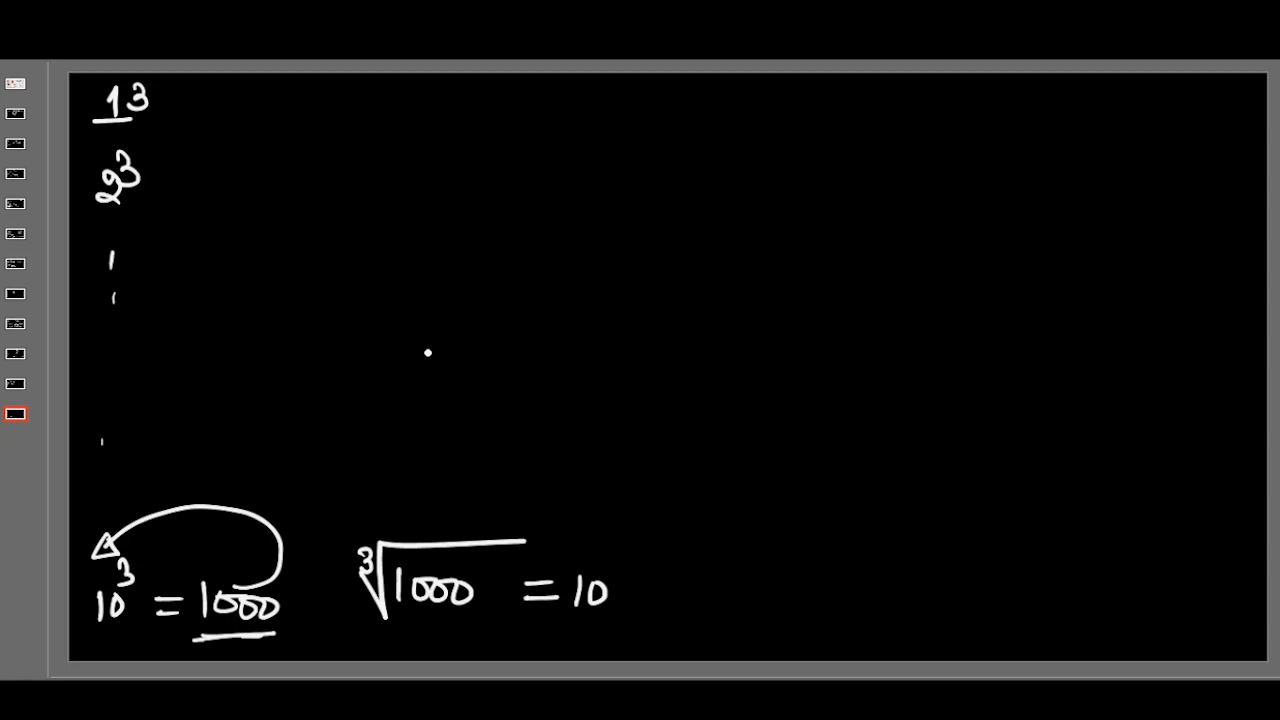 1³
2³
10³ = 1000
∛1000 = 10